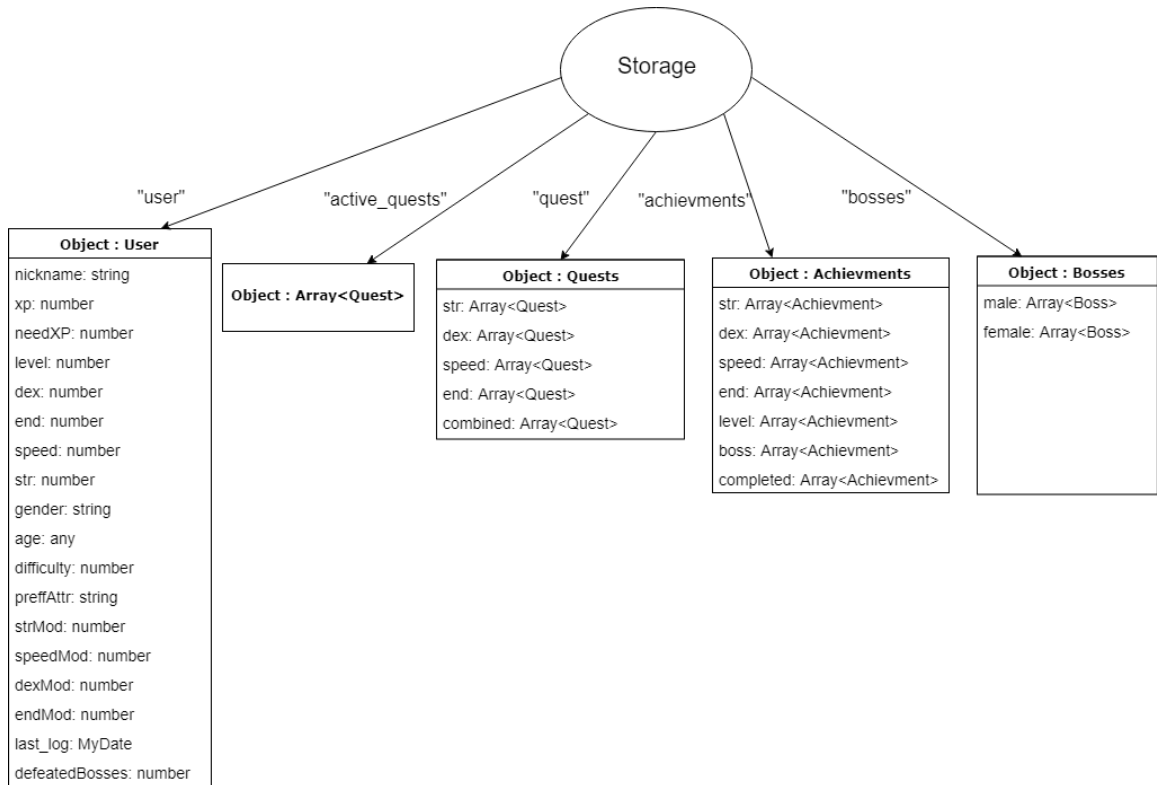 Storage
"user"
"active_quests"
"quest"
"achievments"
"bosses"
Object : User
nickname: string
xp: number
needXP: number
level: number
dex: number
end: number
speed: number
str: number
gender: string
age: any
difficulty: number
preffAttr: string
strMod: number
speedMod: number
dexMod: number
endMod: number
last_log: MyDate
defeatedBosses: number
Object : Array<Quest>
Object : Quests
str: Array<Quest>
dex: Array<Quest>
speed: Array<Quest>
end: Array<Quest>
combined: Array<Quest>
Object : Achievments
str: Array<Achievment>
dex: Array<Achievment>
speed: Array<Achievment>
end: Array<Achievment>
level: Array<Achievment>
boss: Array<Achievment>
completed: Array<Achievment>
Object : Bosses
male: Array<Boss>
female: Array<Boss>